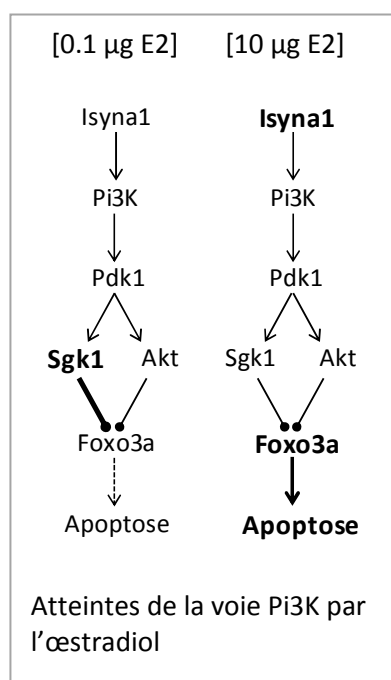 [0.1 µg E2] [10 µg E2]
Isyna1 Isyna1
Pi3K Pi3K
Pdk1 Pdk1
Sgk1 Akt Sgk1 Akt
Foxo3a Foxo3a
Apoptose Apoptose
Atteintes de la voie Pi3K par
l’œstradiol